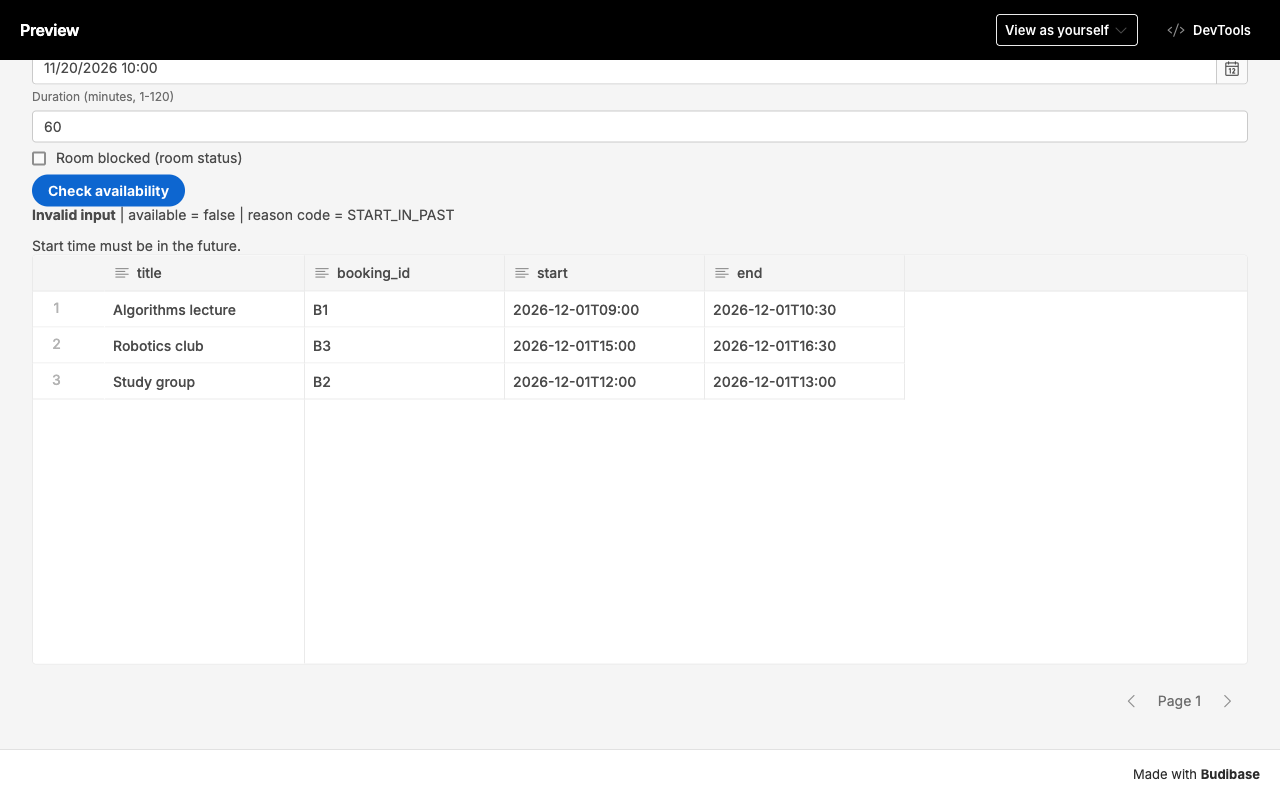 Preview
View as yourself
</> DevTools
11/20/2026 10:00
12
Duration (minutes, 1-120)
60
Room blocked (room status)
Check availability
Invalid input | available = false | reason code = START_IN_PAST
Start time must be in the future.
title booking_id start end
1 Algorithms lecture B1 2026-12-01T09:00 2026-12-01T10:30
2 Robotics club B3 2026-12-01T15:00 2026-12-01T16:30
3 Study group B2 2026-12-01T12:00 2026-12-01T13:00
Page 1
Made with Budibase